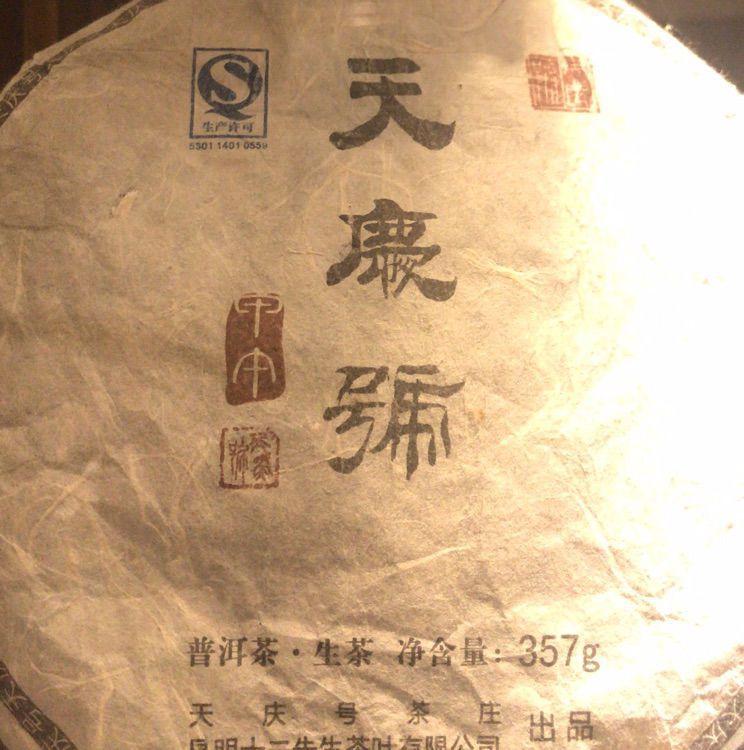 QS
生产许可
5301 1401 0559
天慶號
普洱茶·生茶 净含量：357g
天庆号茶庄 出品